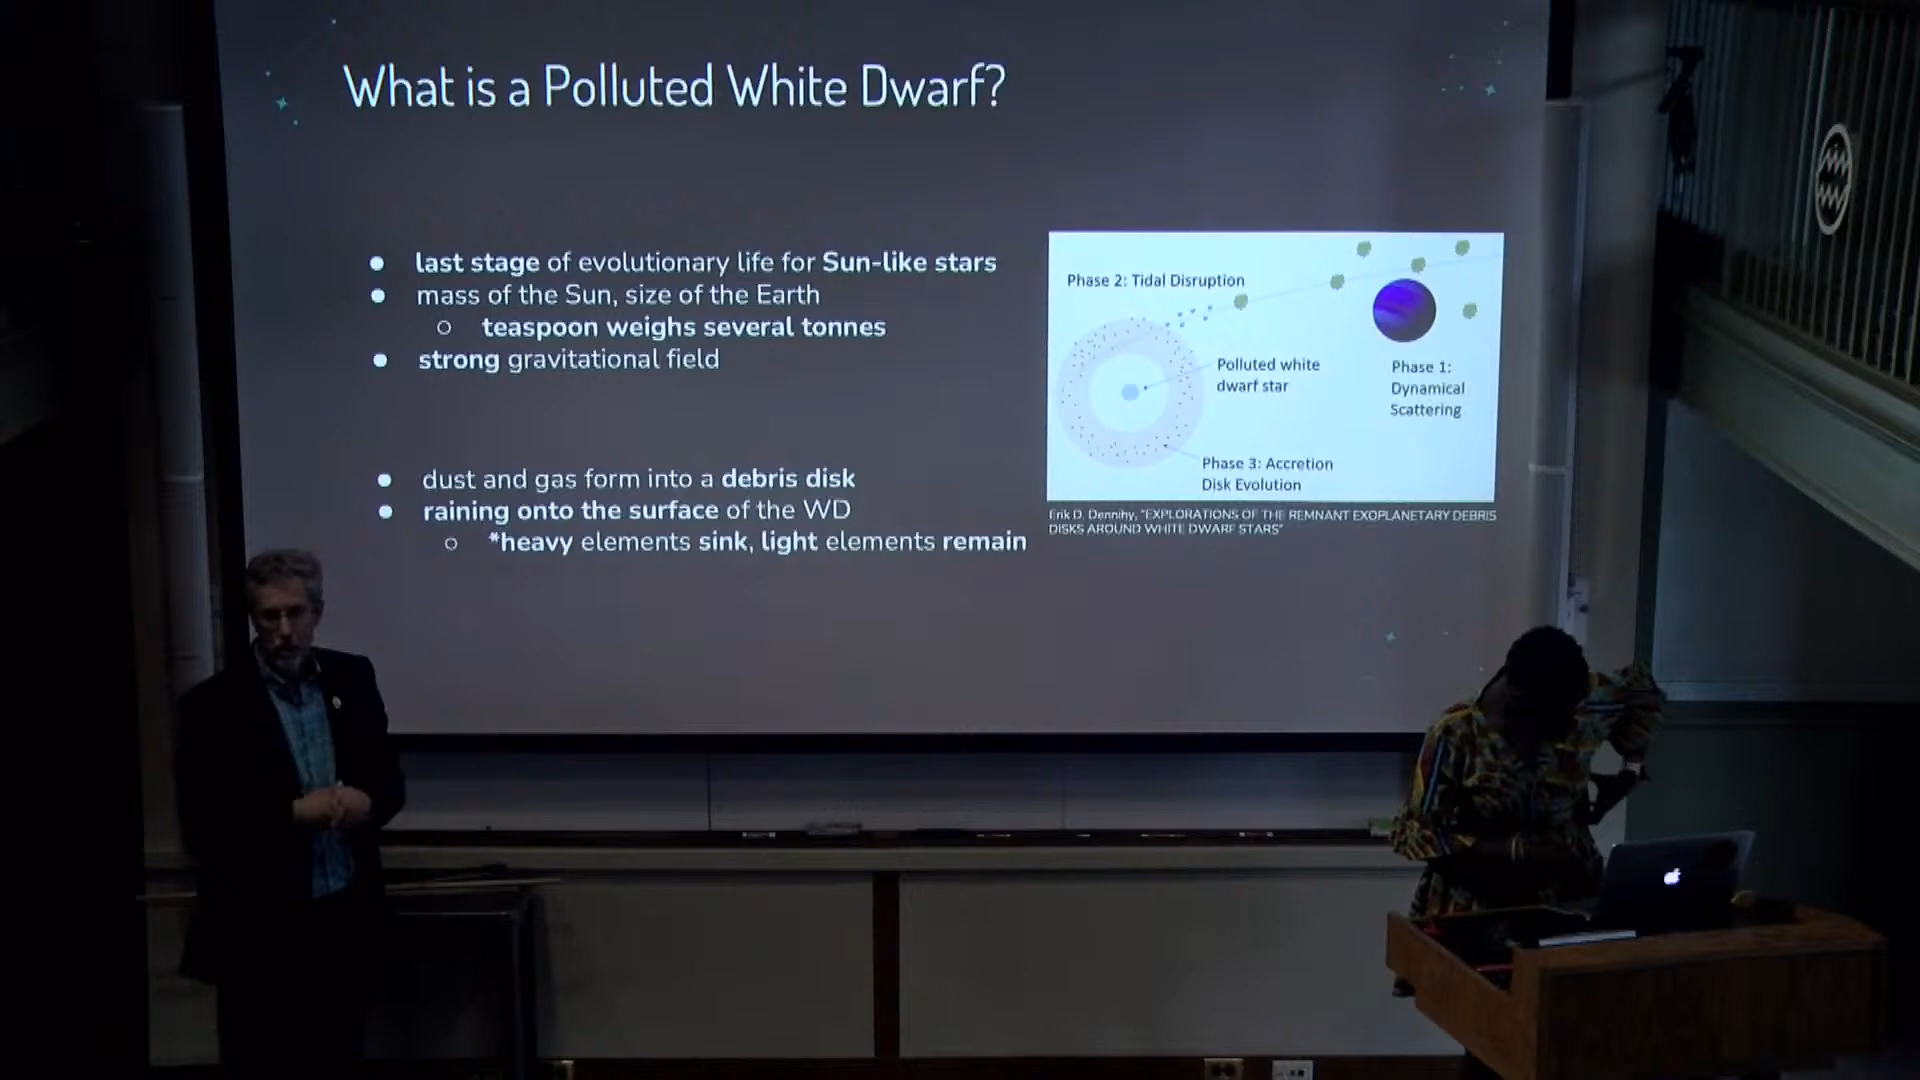 What is a Polluted White Dwarf?
● last stage of evolutionary life for Sun-like stars
● mass of the Sun, size of the Earth
○ teaspoon weighs several tonnes
● strong gravitational field
● dust and gas form into a debris disk
● raining onto the surface of the WD
○ *heavy elements sink, light elements remain
Phase 2: Tidal Disruption
Polluted white
dwarf star
Phase 1:
Dynamical
Scattering
Phase 3: Accretion
Disk Evolution
Erik D. Dennihy, "EXPLORATIONS OF THE REMNANT EXOPLANETARY DEBRIS
DISKS AROUND WHITE DWARF STARS"